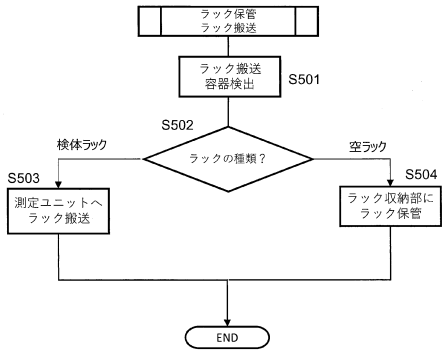 ラック保管
ラック搬送
ラック搬送
容器検出
S501
S502
ラックの種類？
検体ラック
空ラック
S503
測定ユニットへ
ラック搬送
S504
ラック収納部に
ラック保管
END